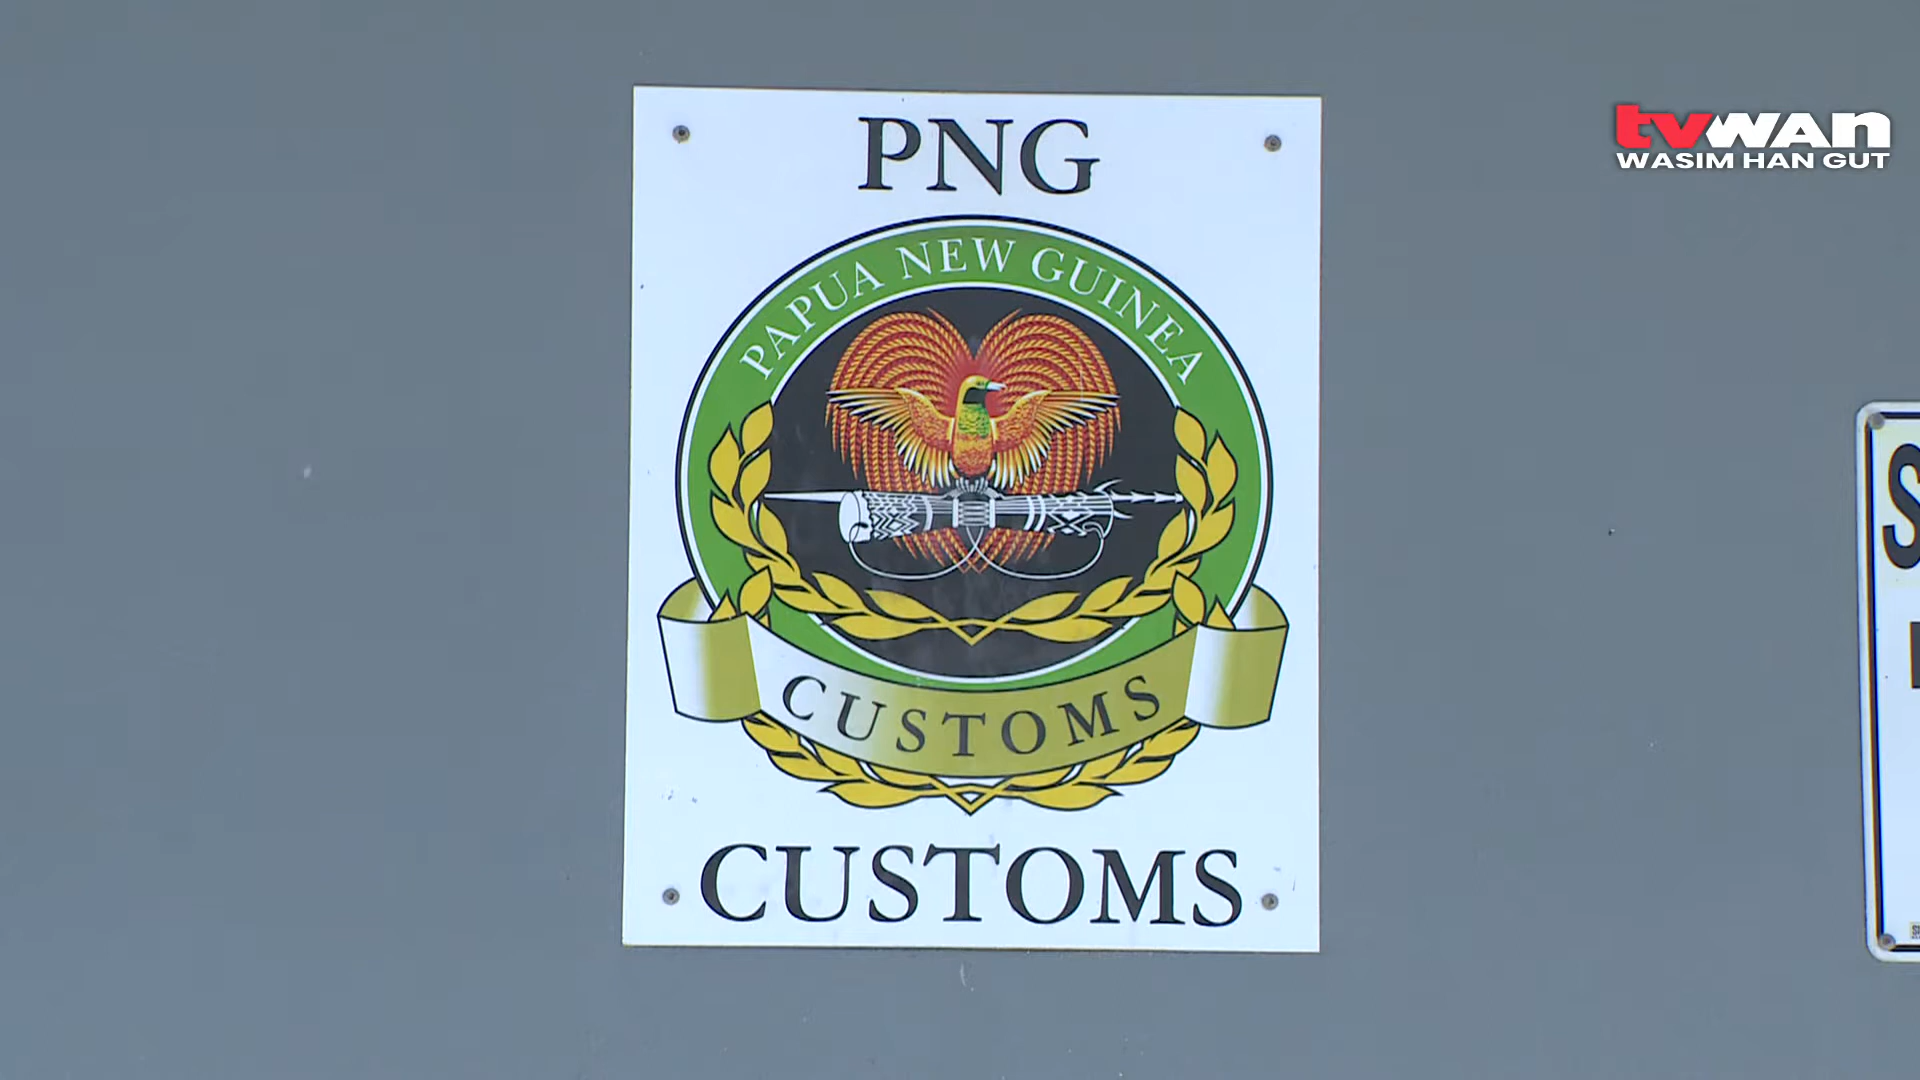 PNG
PAPUA NEW GUINEA
CUSTOMS
CUSTOMS
tvwan
WASIM HAN GUT